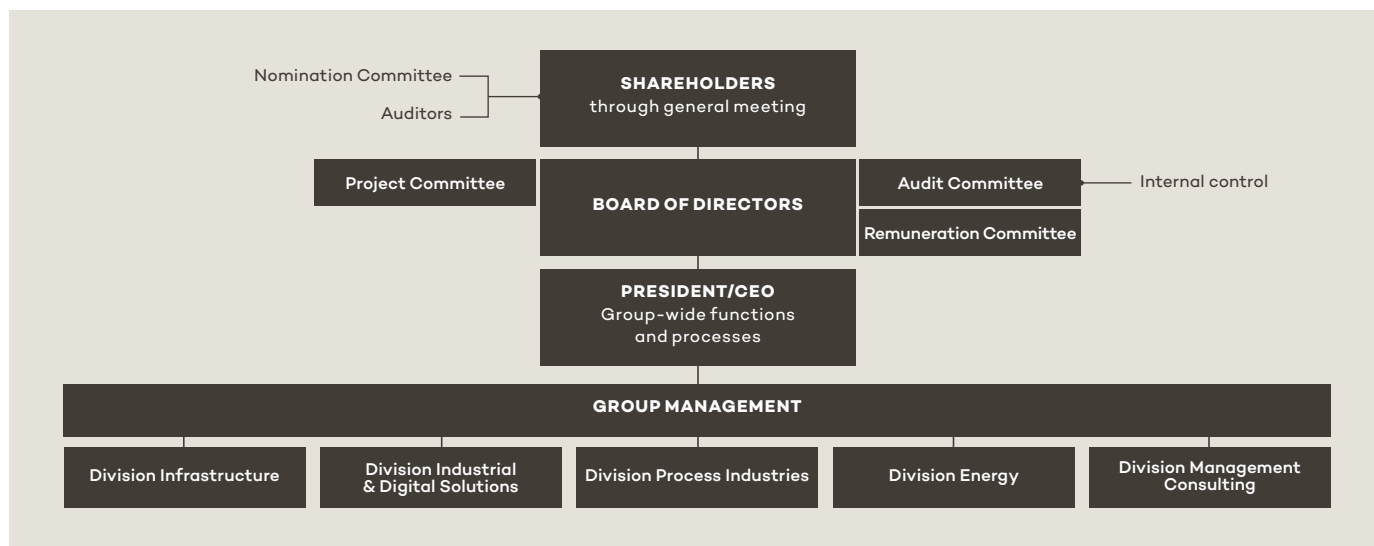 Nomination Committee
Auditors
SHAREHOLDERS
through general meeting
Project Committee
BOARD OF DIRECTORS
Audit Committee
Internal control
Remuneration Committee
PRESIDENT/CEO
Group-wide functions
and processes
GROUP MANAGEMENT
Division Infrastructure
Division Industrial
& Digital Solutions
Division Process Industries
Division Energy
Division Management
Consulting